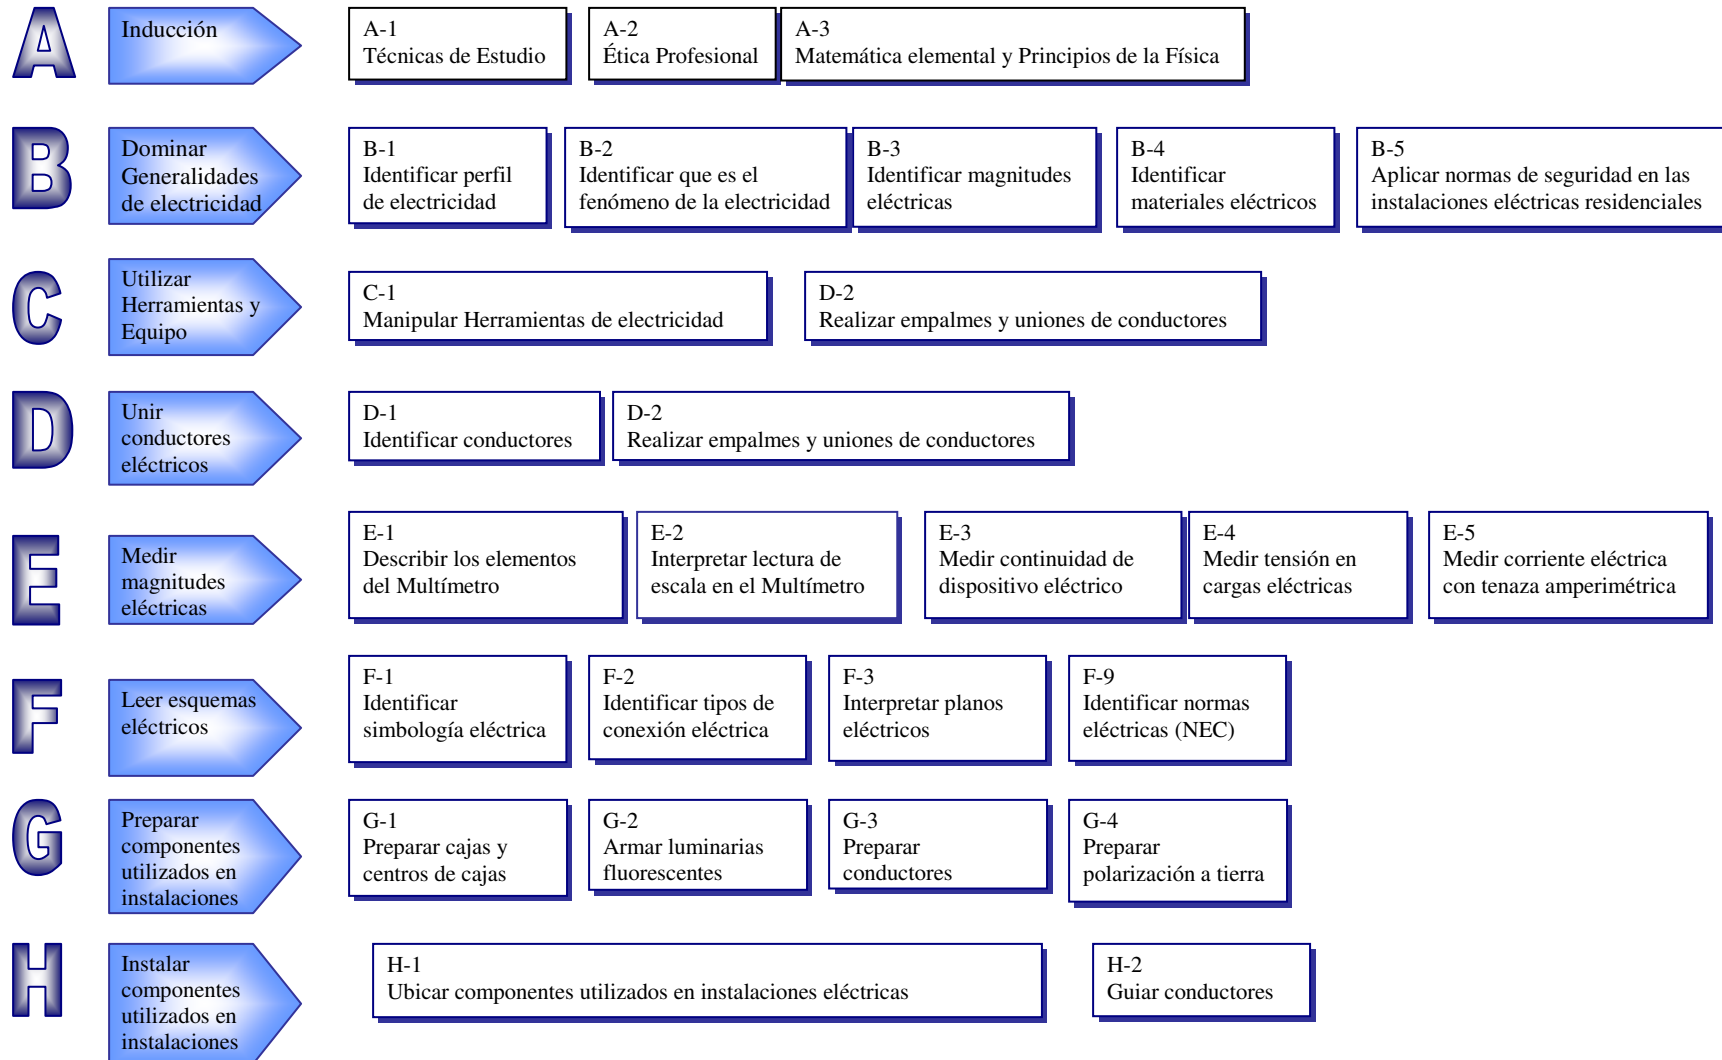 A
Inducción
A-1
Técnicas de Estudio
A-2
Ética Profesional
A-3
Matemática elemental y Principios de la Física
B
Dominar
Generalidades
de electricidad
B-1
Identificar perfil
de electricidad
B-2
Identificar que es el
fenómeno de la electricidad
B-3
Identificar magnitudes
eléctricas
B-4
Identificar
materiales eléctricos
B-5
Aplicar normas de seguridad en las
instalaciones eléctricas residenciales
C
Utilizar
Herramientas y
Equipo
C-1
Manipular Herramientas de electricidad
D-2
Realizar empalmes y uniones de conductores
D
Unir
conductores
eléctricos
D-1
Identificar conductores
D-2
Realizar empalmes y uniones de conductores
E
Medir
magnitudes
eléctricas
E-1
Describir los elementos
del Multímetro
E-2
Interpretar lectura de
escala en el Multímetro
E-3
Medir continuidad de
dispositivo eléctrico
E-4
Medir tensión en
cargas eléctricas
E-5
Medir corriente eléctrica
con tenaza amperimétrica
F
Leer esquemas
eléctricos
F-1
Identificar
simbología eléctrica
F-2
Identificar tipos de
conexión eléctrica
F-3
Interpretar planos
eléctricos
F-9
Identificar normas
eléctricas (NEC)
G
Preparar
componentes
utilizados en
instalaciones
G-1
Preparar cajas y
centros de cajas
G-2
Armar luminarias
fluorescentes
G-3
Preparar
conductores
G-4
Preparar
polarización a tierra
H
Instalar
componentes
utilizados en
instalaciones
H-1
Ubicar componentes utilizados en instalaciones eléctricas
H-2
Guiar conductores